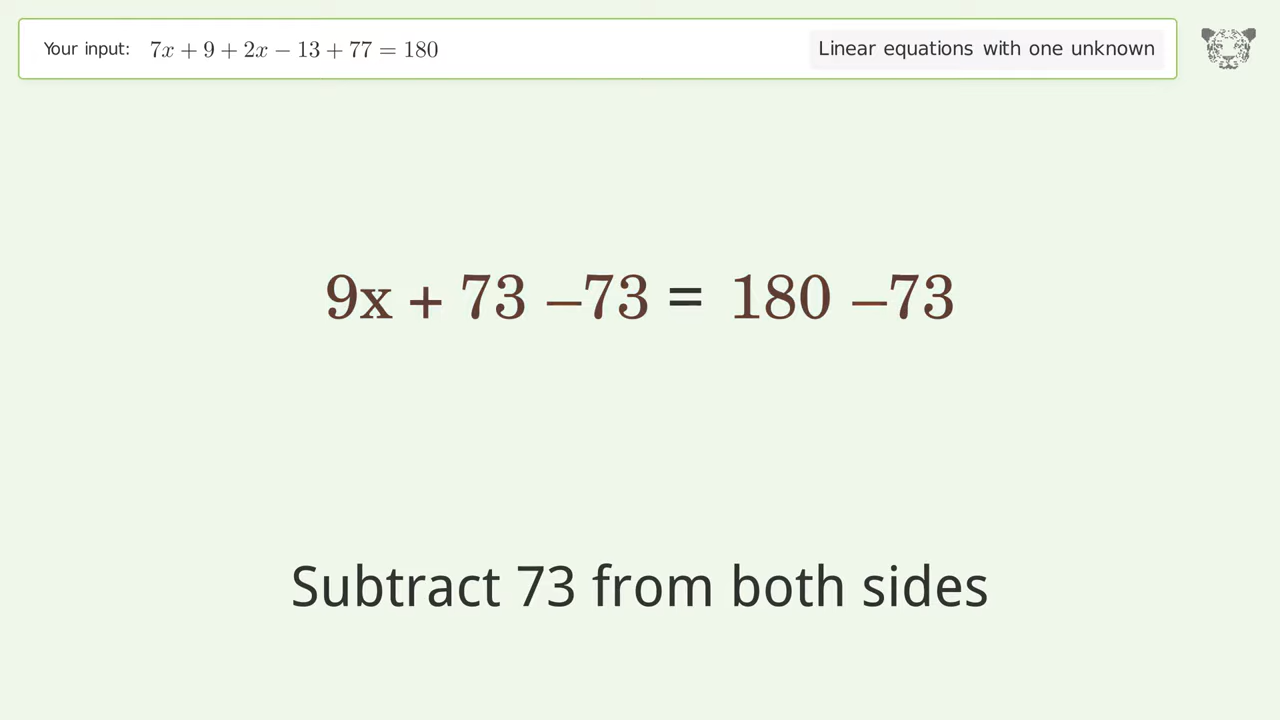 Your input: 7x + 9 + 2x − 13 + 77 = 180
Linear equations with one unknown
9x + 73 –73 = 180 –73
Subtract 73 from both sides